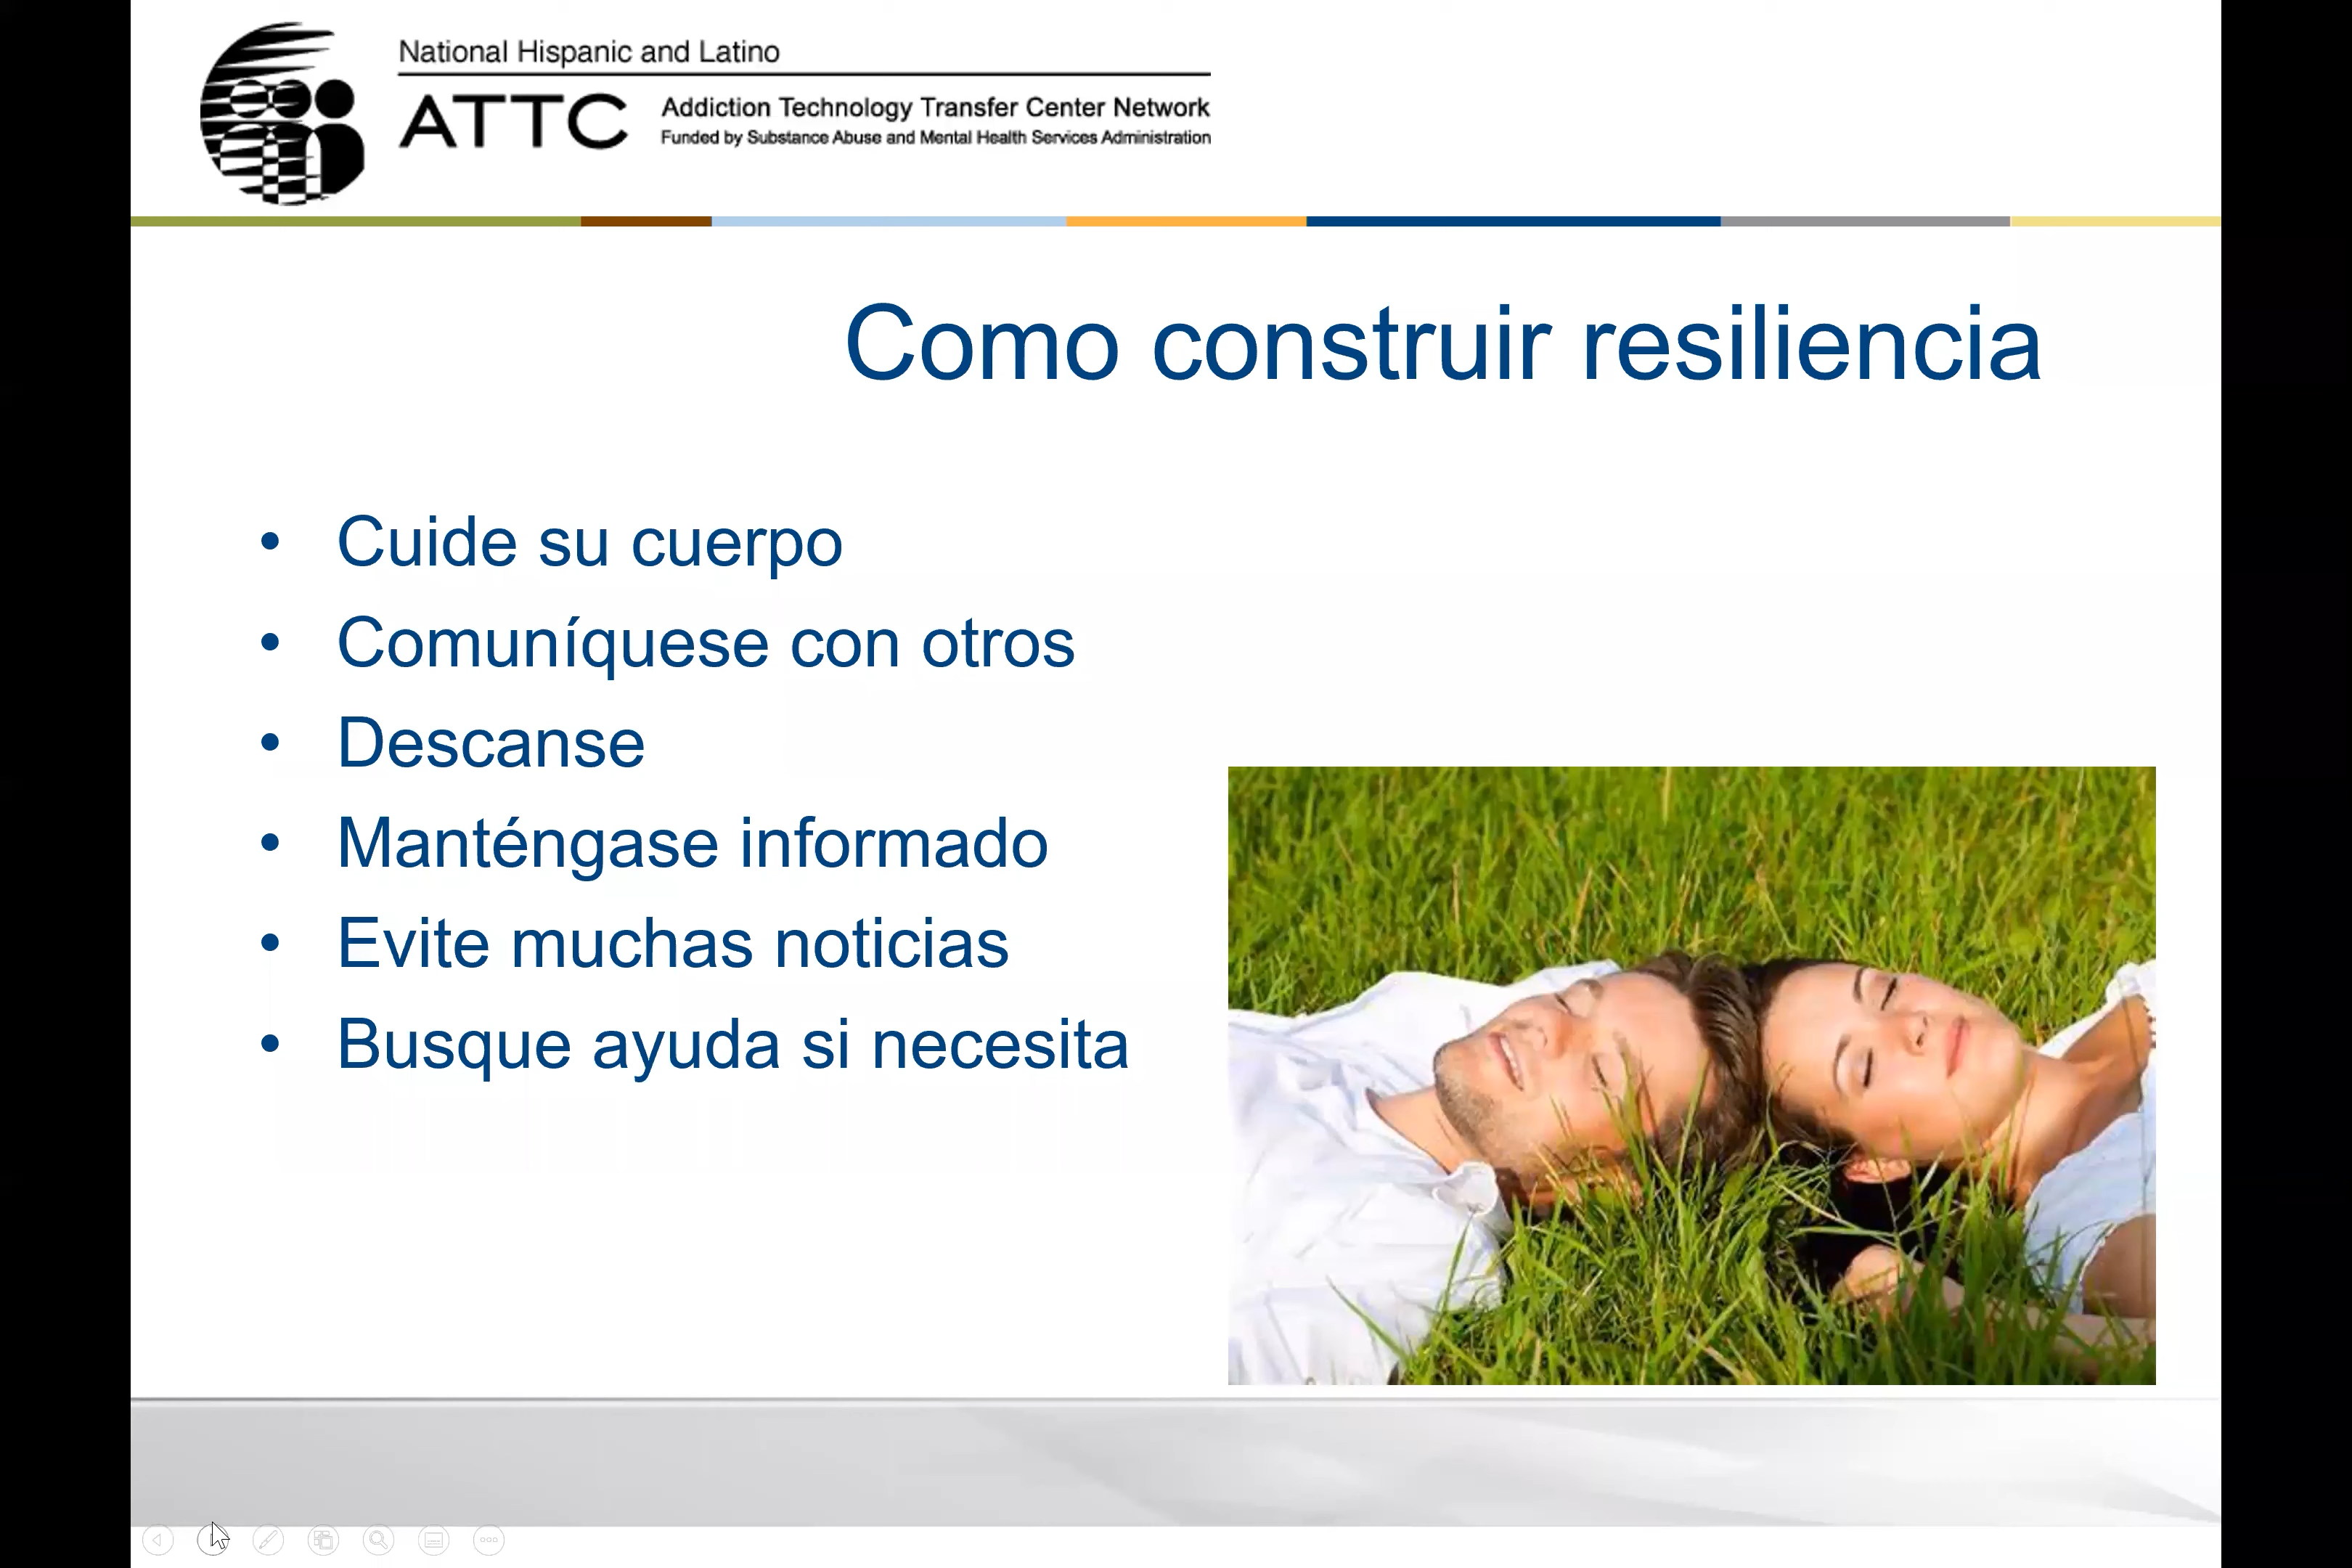 National Hispanic and Latino
ATTC
Addiction Technology Transfer Center Network
Funded by Substance Abuse and Mental Health Services Administration
Como construir resiliencia
• Cuide su cuerpo
• Comuníquese con otros
• Descanse
• Manténgase informado
• Evite muchas noticias
• Busque ayuda si necesita